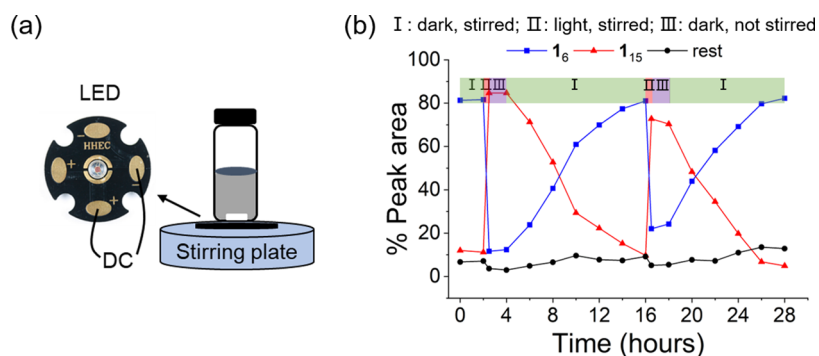 (a)
LED
HHEC
+
+
+
−
−
DC
Stirring plate
(b)
Ⅰ: dark, stirred; Ⅱ: light, stirred; Ⅲ: dark, not stirred
1₆ 1₁₅ rest
Ⅰ Ⅱ Ⅲ Ⅰ Ⅱ Ⅲ Ⅰ
100
80
60
40
20
0
% Peak area
0 4 8 12 16 20 24 28
Time (hours)